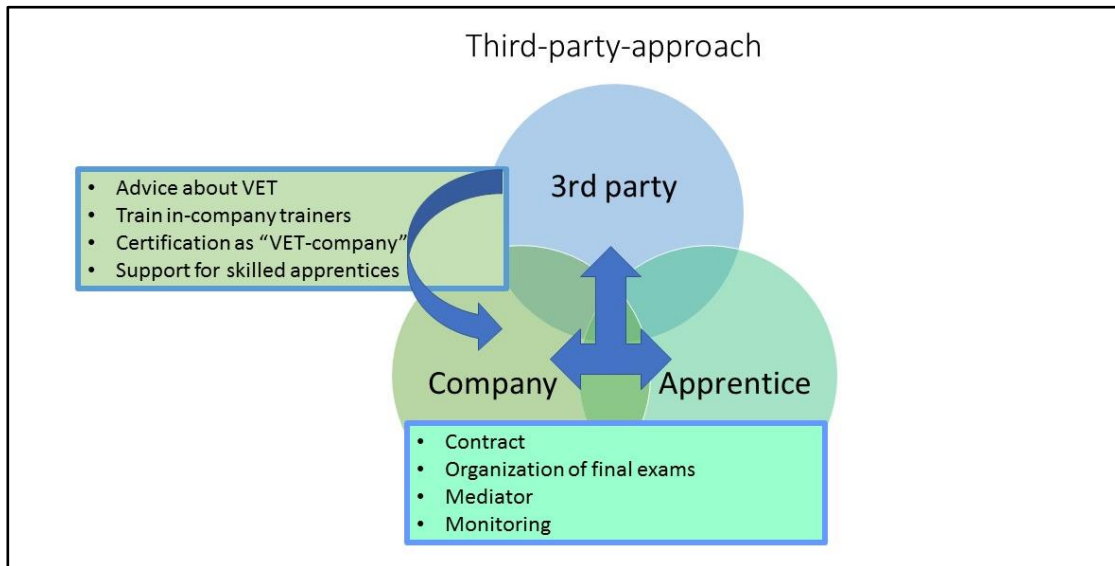 Third-party-approach
3rd party
• Advice about VET
• Train in-company trainers
• Certification as “VET-company”
• Support for skilled apprentices
Company
Apprentice
• Contract
• Organization of final exams
• Mediator
• Monitoring